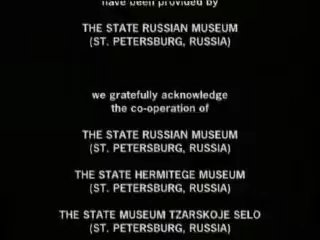 have been provided by
THE STATE RUSSIAN MUSEUM
(ST. PETERSBURG, RUSSIA)
we gratefully acknowledge
the co-operation of
THE STATE RUSSIAN MUSEUM
(ST. PETERSBURG, RUSSIA)
THE STATE HERMITEGE MUSEUM
(ST. PETERSBURG, RUSSIA)
THE STATE MUSEUM TZARSKOJE SELO
(ST. PETERSBURG, RUSSIA)